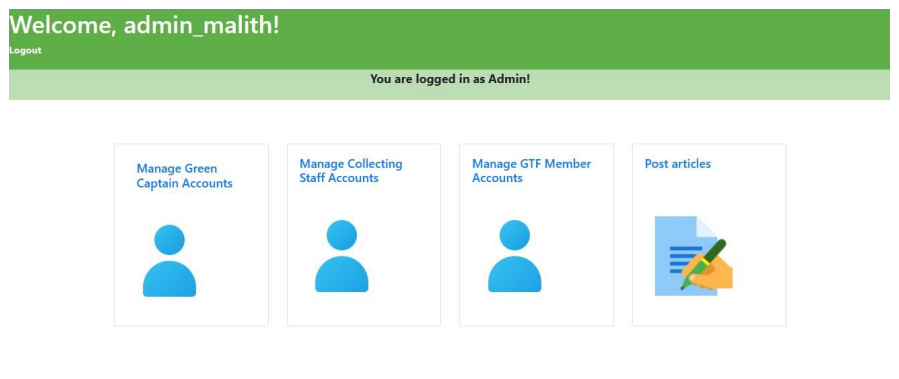 Welcome, admin_malith!
Logout
You are logged in as Admin!
Manage Green
Captain Accounts
Manage Collecting
Staff Accounts
Manage GTF Member
Accounts
Post articles